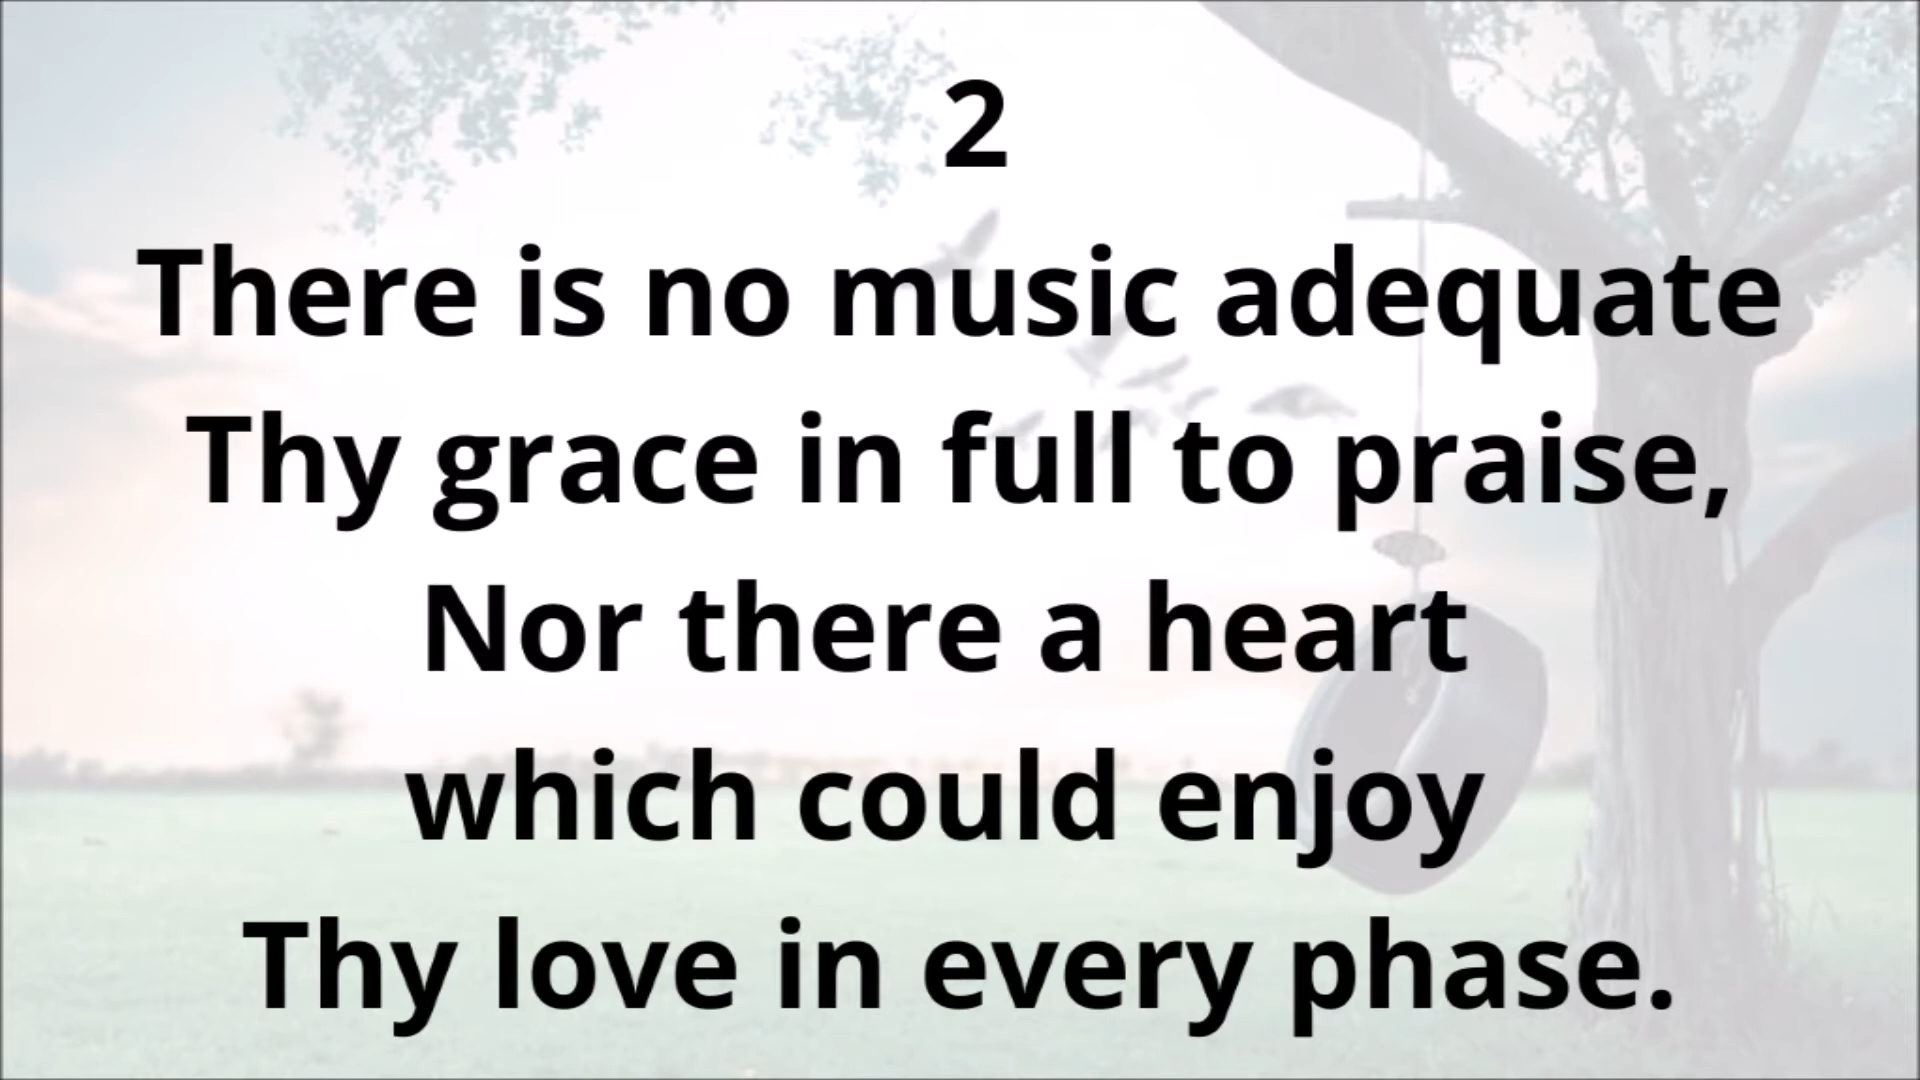 2
There is no music adequate
Thy grace in full to praise,
Nor there a heart
which could enjoy
Thy love in every phase.